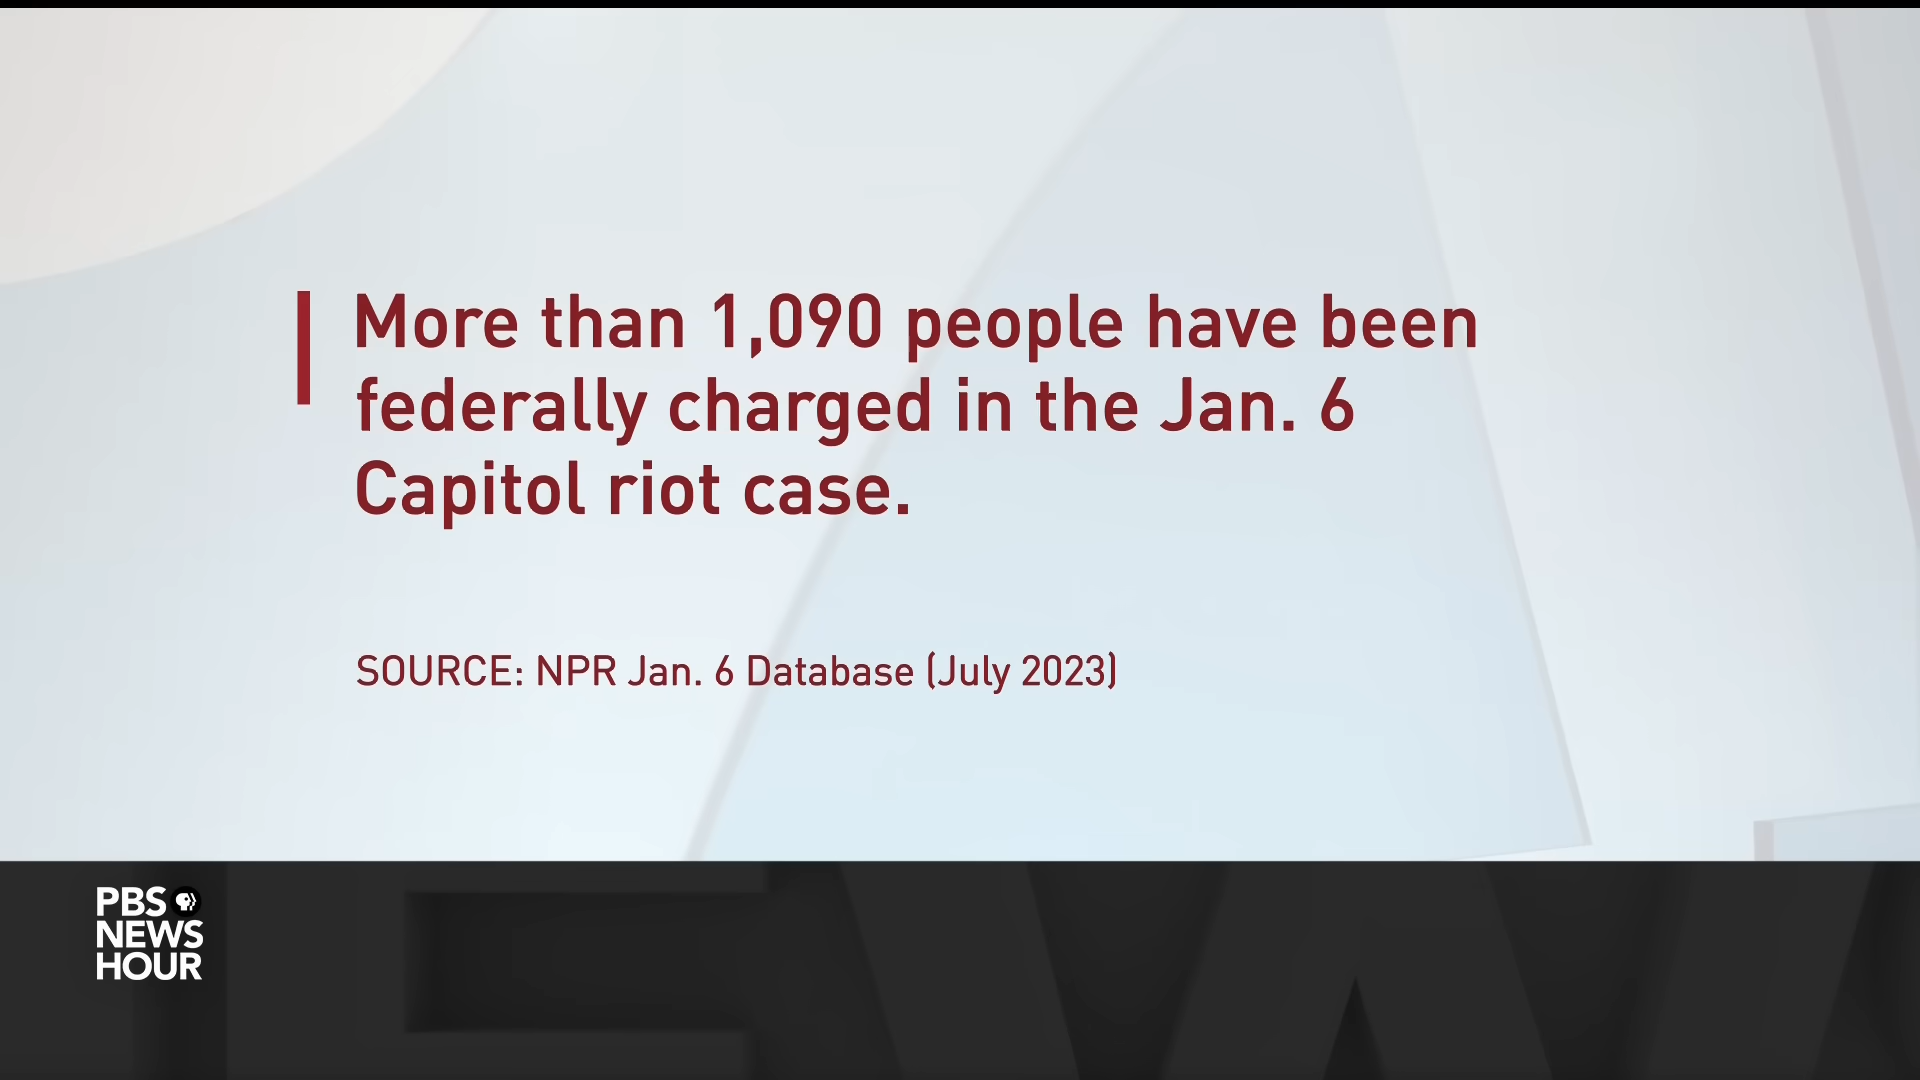 More than 1,090 people have been
federally charged in the Jan. 6
Capitol riot case.
SOURCE: NPR Jan. 6 Database (July 2023)
PBS
NEWS
HOUR